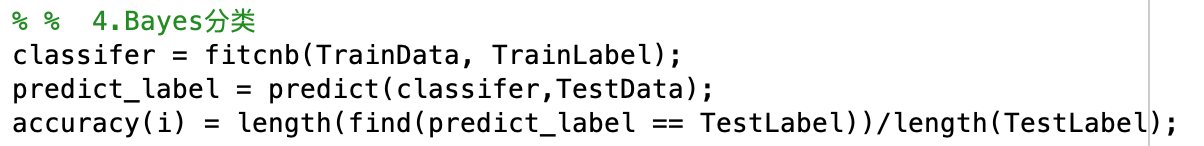 % %  4.Bayes分类
classifer = fitcnb(TrainData, TrainLabel);
predict_label = predict(classifer,TestData);
accuracy(i) = length(find(predict_label == TestLabel))/length(TestLabel);